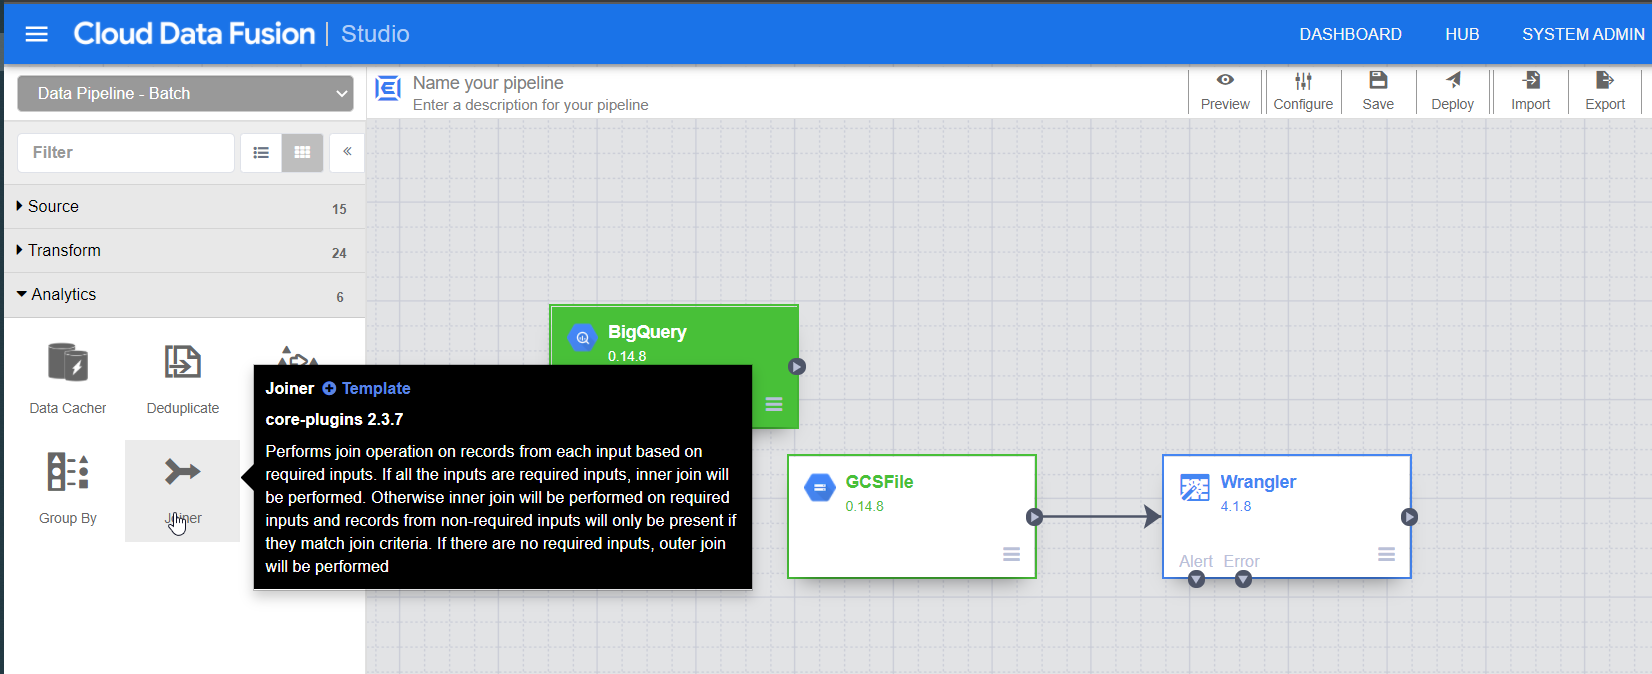 Cloud Data Fusion | Studio
DASHBOARD HUB SYSTEM ADMIN
Data Pipeline - Batch
Name your pipeline
Enter a description for your pipeline
Preview Configure Save Deploy Import Export
Filter
Source 15
Transform 24
Analytics 6
Data Cacher Deduplicate
Group By Joiner
Joiner Template
core-plugins 2.3.7
Performs join operation on records from each input based on
required inputs. If all the inputs are required inputs, inner join will
be performed. Otherwise inner join will be performed on required
inputs and records from non-required inputs will only be present if
they match join criteria. If there are no required inputs, outer join
will be performed
BigQuery
0.14.8
GCSFile
0.14.8
Wrangler
4.1.8
Alert Error